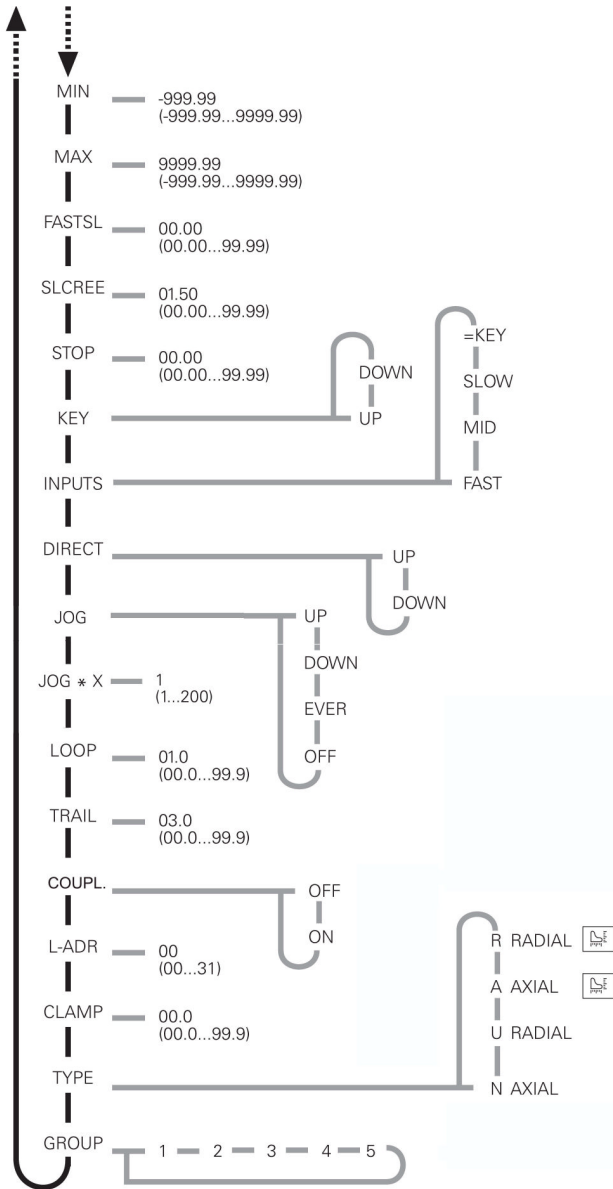 MIN
-999.99
(-999.99...9999.99)
MAX
9999.99
(-999.99...9999.99)
FASTSL
00.00
(00.00...99.99)
SLCREE
01.50
(00.00...99.99)
STOP
00.00
(00.00...99.99)
KEY
DOWN
UP
INPUTS
=KEY
SLOW
MID
FAST
DIRECT
UP
DOWN
JOG
UP
DOWN
EVER
OFF
JOG * X
1
(1...200)
LOOP
01.0
(00.0...99.9)
TRAIL
03.0
(00.0...99.9)
COUPL.
OFF
ON
L-ADR
00
(00...31)
CLAMP
00.0
(00.0...99.9)
TYPE
R RADIAL
A AXIAL
U RADIAL
N AXIAL
GROUP
1 2 3 4 5